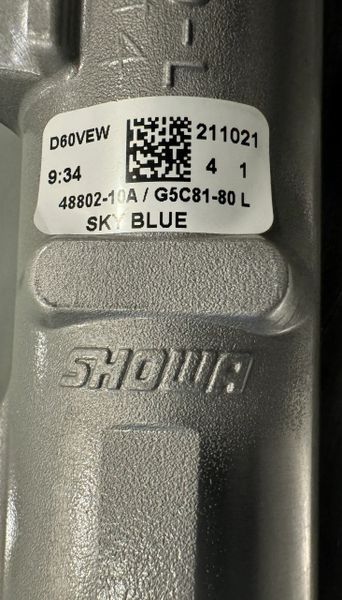 D60VEW 211021
9:34 4 1
48802-10A / G5C81-80 L
SKY BLUE
SHOWA